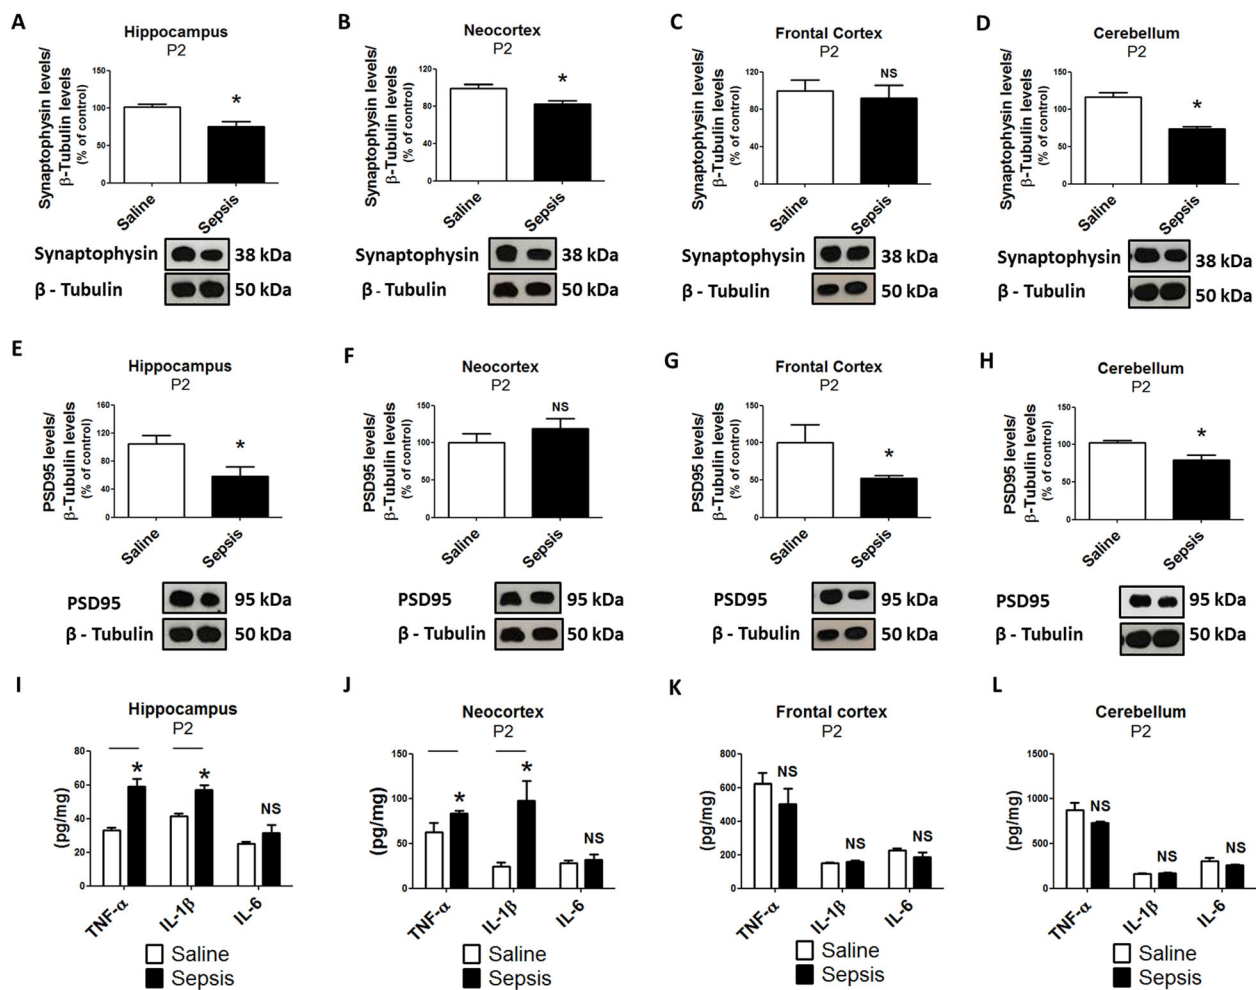 A
Hippocampus
P2
Synaptophysin levels/
β-Tubulin levels
(% of control)
150
100
50
0
*
Saline
Sepsis
Synaptophysin
38 kDa
β - Tubulin
50 kDa
B
Neocortex
P2
Synaptophysin levels/
β-Tubulin levels
(% of control)
120
80
40
0
*
Saline
Sepsis
Synaptophysin
38 kDa
β - Tubulin
50 kDa
C
Frontal Cortex
P2
Synaptophysin levels/
β-Tubulin levels
(% of control)
120
80
40
0
NS
Saline
Sepsis
Synaptophysin
38 kDa
β - Tubulin
50 kDa
D
Cerebellum
P2
Synaptophysin levels/
β-Tubulin levels
(% of control)
150
100
50
0
*
Saline
Sepsis
Synaptophysin
38 kDa
β - Tubulin
50 kDa
E
Hippocampus
P2
PSD95 levels/
β-Tubulin levels
(% of control)
160
120
80
40
0
*
Saline
Sepsis
PSD95
95 kDa
β - Tubulin
50 kDa
F
Neocortex
P2
PSD95 levels/
β-Tubulin levels
(% of control)
150
100
50
0
NS
Saline
Sepsis
PSD95
95 kDa
β - Tubulin
50 kDa
G
Frontal Cortex
P2
PSD95 levels/
β-Tubulin levels
(% of control)
150
100
50
0
*
Saline
Sepsis
PSD95
95 kDa
β - Tubulin
50 kDa
H
Cerebellum
P2
PSD95 levels/
β-Tubulin levels
(% of control)
150
100
50
0
*
Saline
Sepsis
PSD95
95 kDa
β - Tubulin
50 kDa
I
Hippocampus
P2
(pg/mg)
80
60
40
20
0
*
*
NS
TNF-α
IL-1β
IL-6
Saline
Sepsis
J
Neocortex
P2
(pg/mg)
150
100
50
0
*
*
NS
TNF-α
IL-1β
IL-6
Saline
Sepsis
K
Frontal cortex
P2
(pg/mg)
800
600
400
200
0
NS
NS
NS
TNF-α
IL-1β
IL-6
Saline
Sepsis
L
Cerebellum
P2
(pg/mg)
1500
1000
500
0
NS
NS
NS
TNF-α
IL-1β
IL-6
Saline
Sepsis